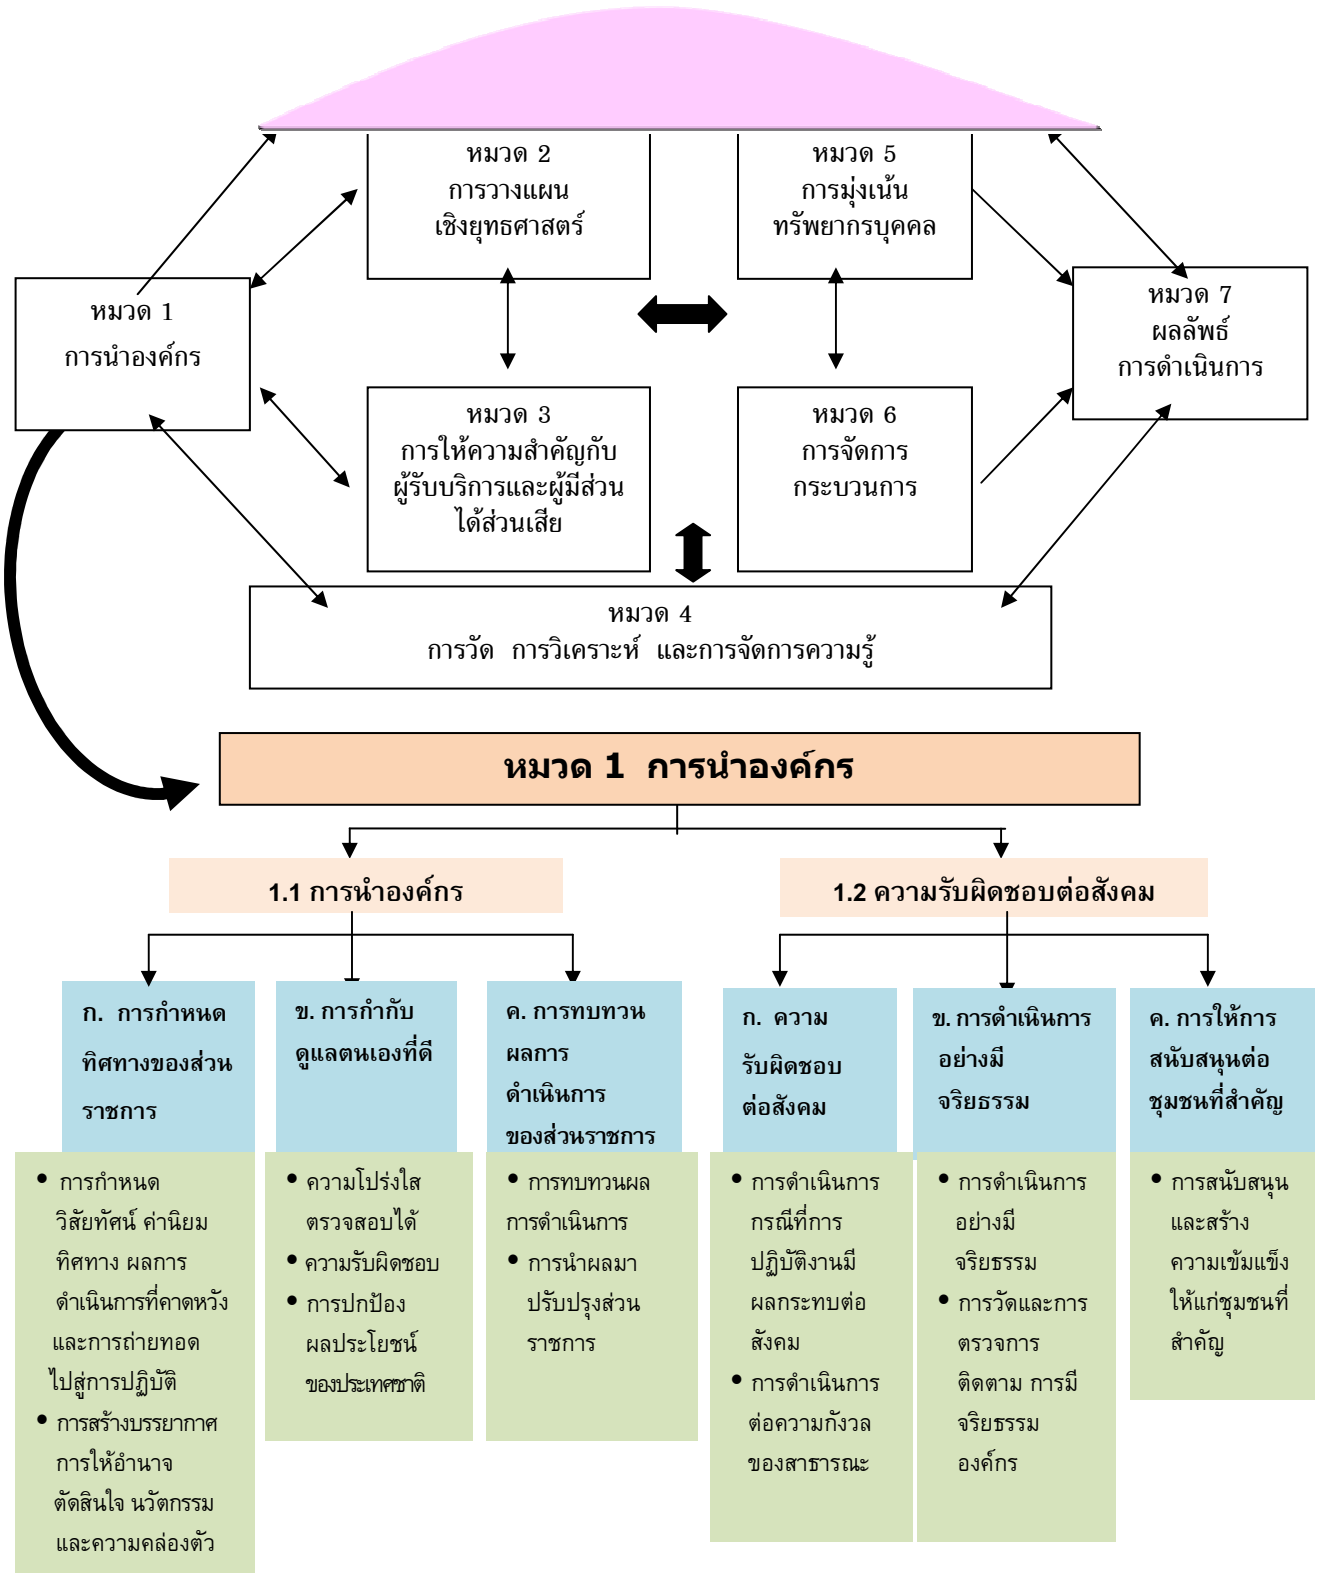 หมวด 2
การวางแผน
เชิงยุทธศาสตร์
หมวด 5
การมุ่งเน้น
ทรัพยากรบุคคล
หมวด 1
การนำองค์กร
หมวด 7
ผลลัพธ์
การดำเนินการ
หมวด 3
การให้ความสำคัญกับ
ผู้รับบริการและผู้มีส่วน
ได้ส่วนเสีย
หมวด 6
การจัดการ
กระบวนการ
หมวด 4
การวัด การวิเคราะห์ และการจัดการความรู้
หมวด 1 การนำองค์กร
1.1 การนำองค์กร
1.2 ความรับผิดชอบต่อสังคม
ก. การกำหนด
ทิศทางของส่วน
ราชการ
ข. การกำกับ
ดูแลตนเองที่ดี
ค. การทบทวน
ผลการ
ดำเนินการ
ของส่วนราชการ
ก. ความ
รับผิดชอบ
ต่อสังคม
ข. การดำเนินการ
อย่างมี
จริยธรรม
ค. การให้การ
สนับสนุนต่อ
ชุมชนที่สำคัญ
• การกำหนด
วิสัยทัศน์ ค่านิยม
ทิศทาง ผลการ
ดำเนินการที่คาดหวัง
และการถ่ายทอด
ไปสู่การปฏิบัติ
• การสร้างบรรยากาศ
การให้อำนาจ
ตัดสินใจ นวัตกรรม
และความคล่องตัว
• ความโปร่งใส
ตรวจสอบได้
• ความรับผิดชอบ
• การปกป้อง
ผลประโยชน์
ของประเทศชาติ
• การทบทวนผล
การดำเนินการ
• การนำผลมา
ปรับปรุงส่วน
ราชการ
• การดำเนินการ
กรณีที่การ
ปฏิบัติงานมี
ผลกระทบต่อ
สังคม
• การดำเนินการ
ต่อความกังวล
ของสาธารณะ
• การดำเนินการ
อย่างมี
จริยธรรม
• การวัดและการ
ตรวจการ
ติดตาม การมี
จริยธรรม
องค์กร
• การสนับสนุน
และสร้าง
ความเข้มแข็ง
ให้แก่ชุมชนที่
สำคัญ